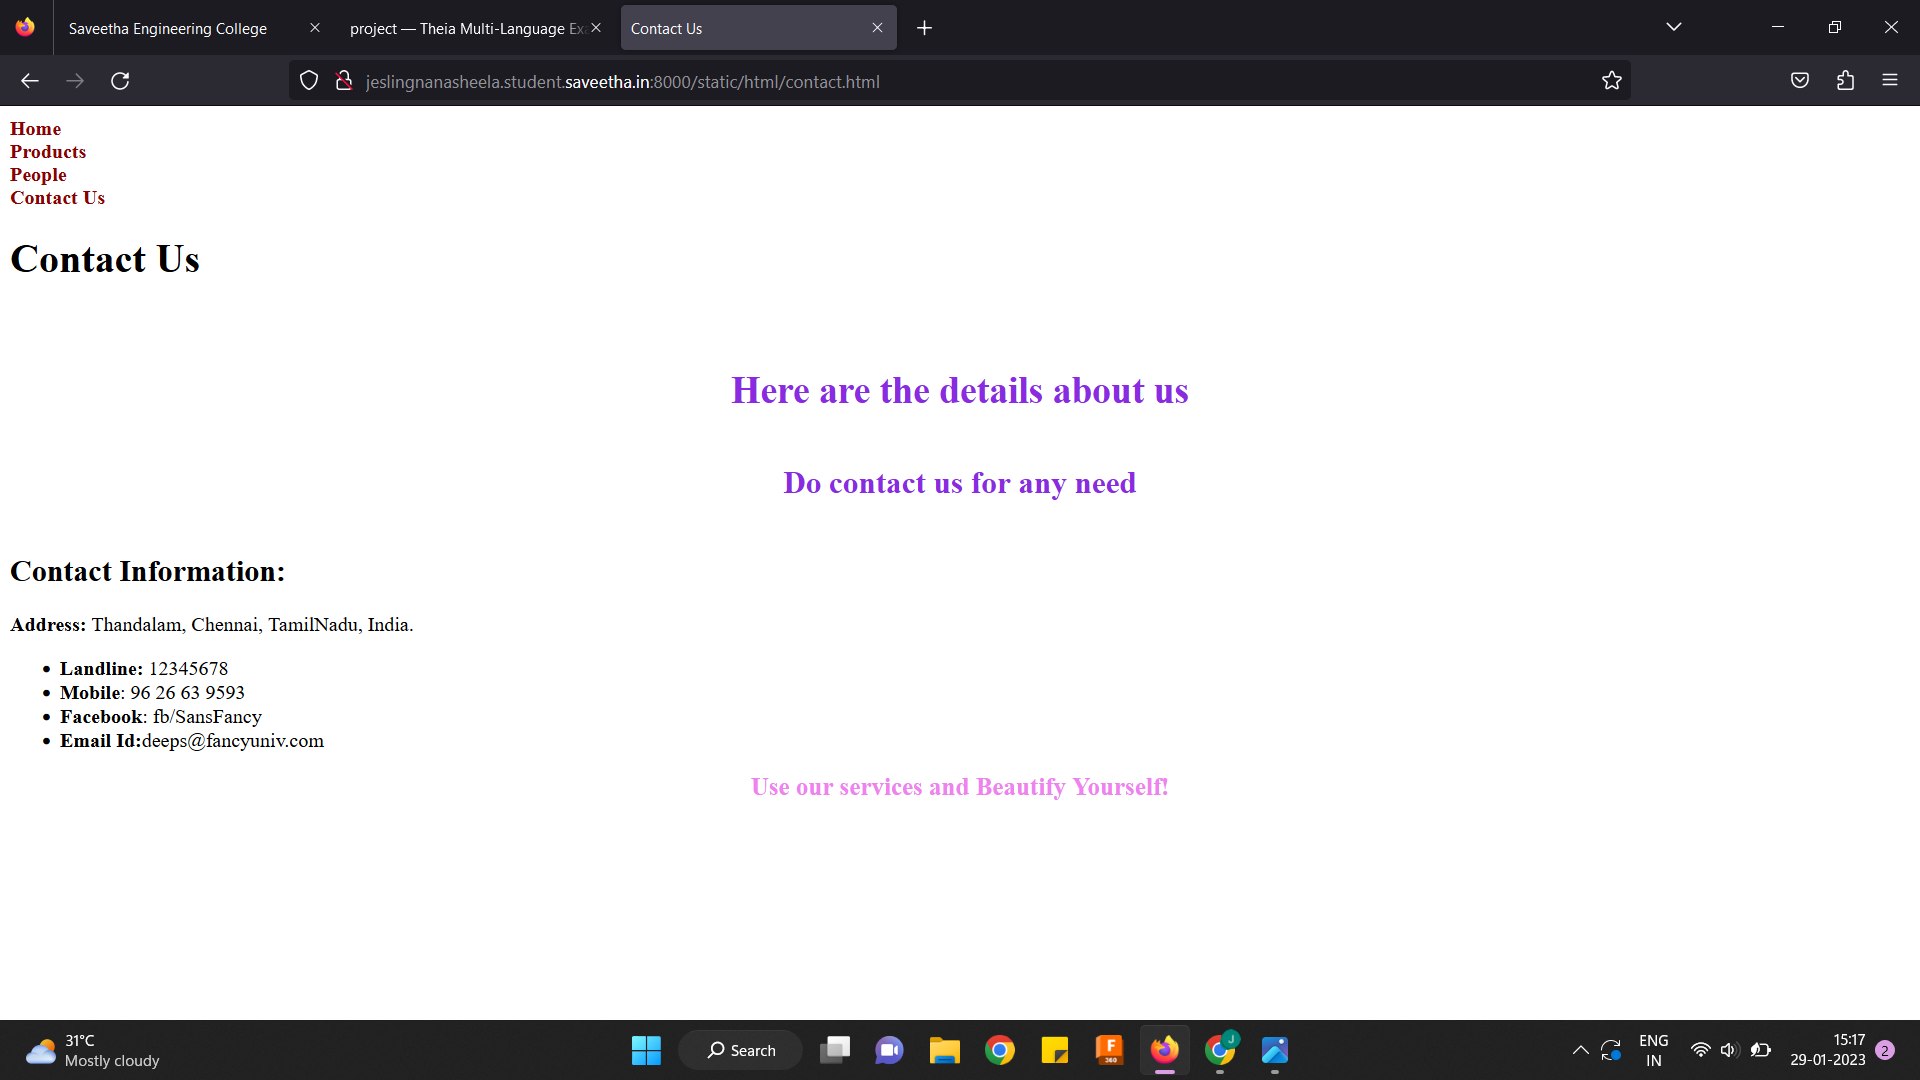 Saveetha Engineering College
project — Theia Multi-Language Exa
Contact Us
jeslingnanasheela.student.saveetha.in:8000/static/html/contact.html
Home
Products
People
Contact Us
Contact Us
Here are the details about us
Do contact us for any need
Contact Information:
Address: Thandalam, Chennai, TamilNadu, India.
Landline: 12345678
Mobile: 96 26 63 9593
Facebook: fb/SansFancy
Email Id:deeps@fancyuniv.com
Use our services and Beautify Yourself!
31°C
Mostly cloudy
Search
F
360
J
ENG
IN
15:17
29-01-2023
2